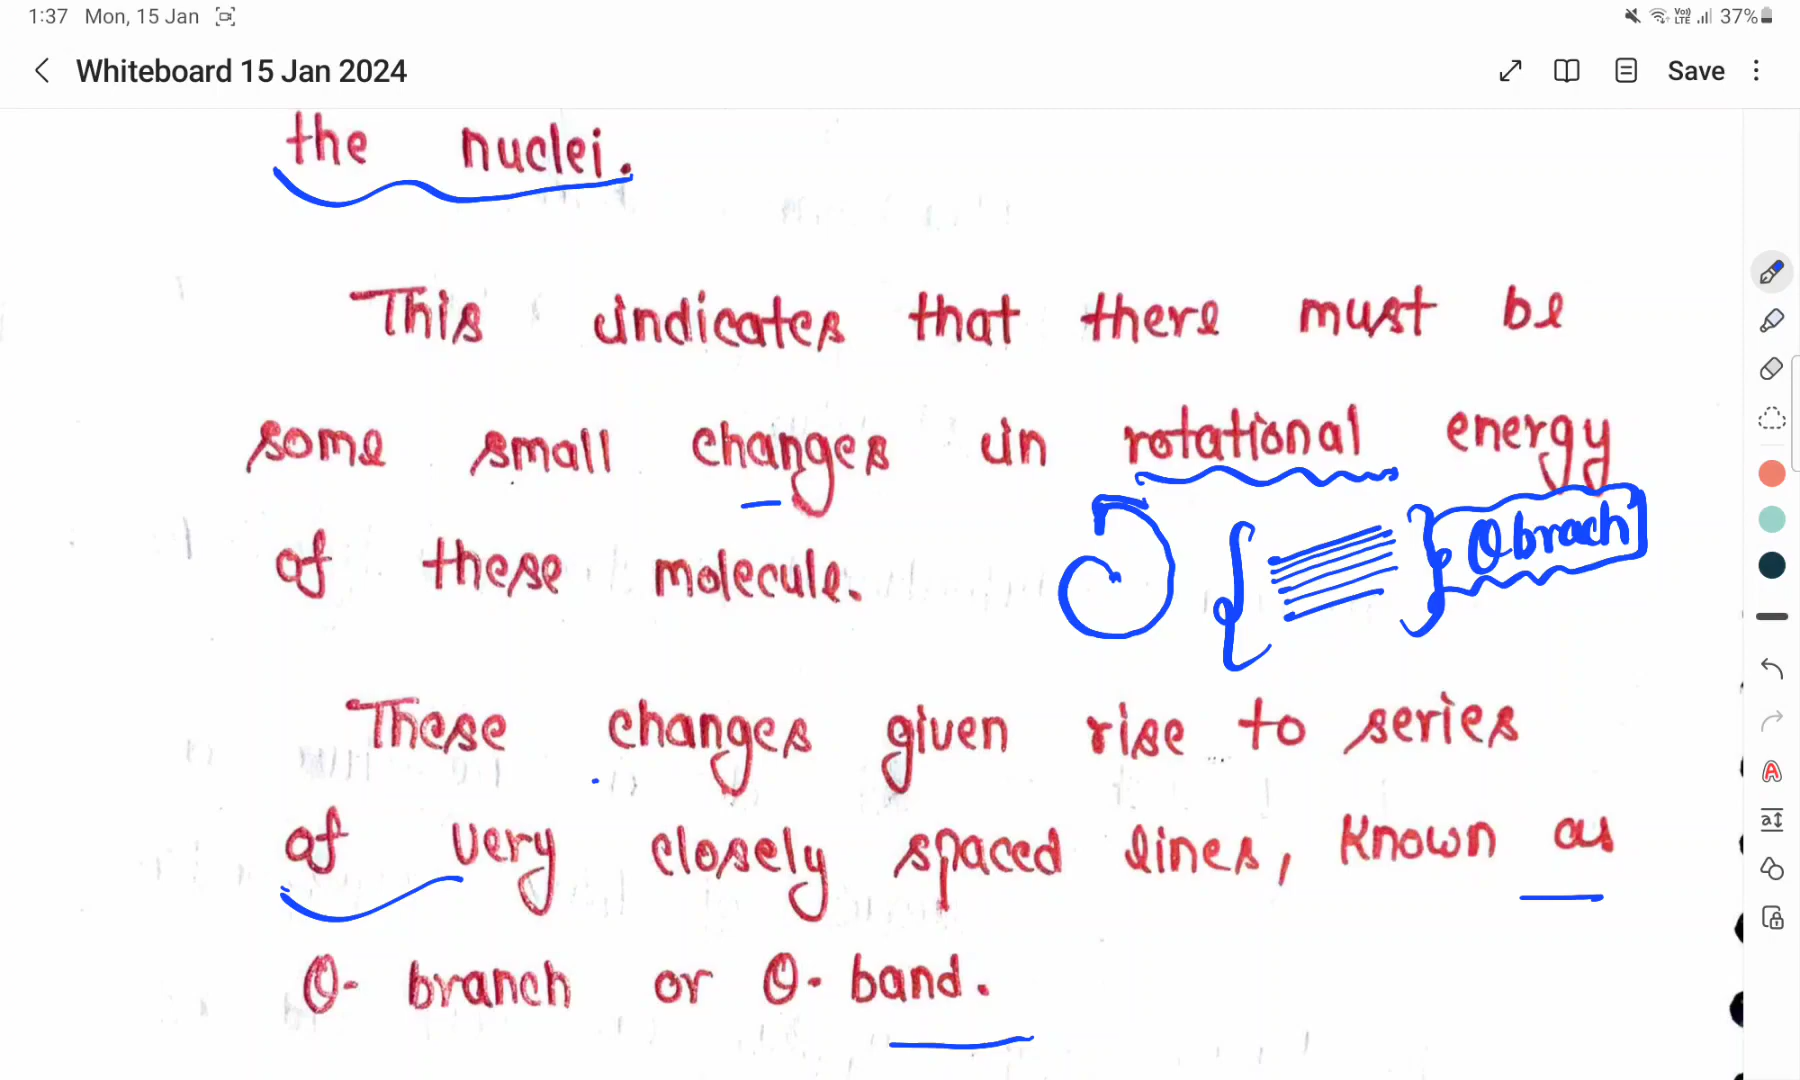 1:37 Mon, 15 Jan 37%
Whiteboard 15 Jan 2024 Save
the nuclei.
This indicates that there must be
some small changes in rotational energy
Q brach
of these molecule.
These changes given rise to series
of very closely spaced lines, known as
Q- branch or Q- band.